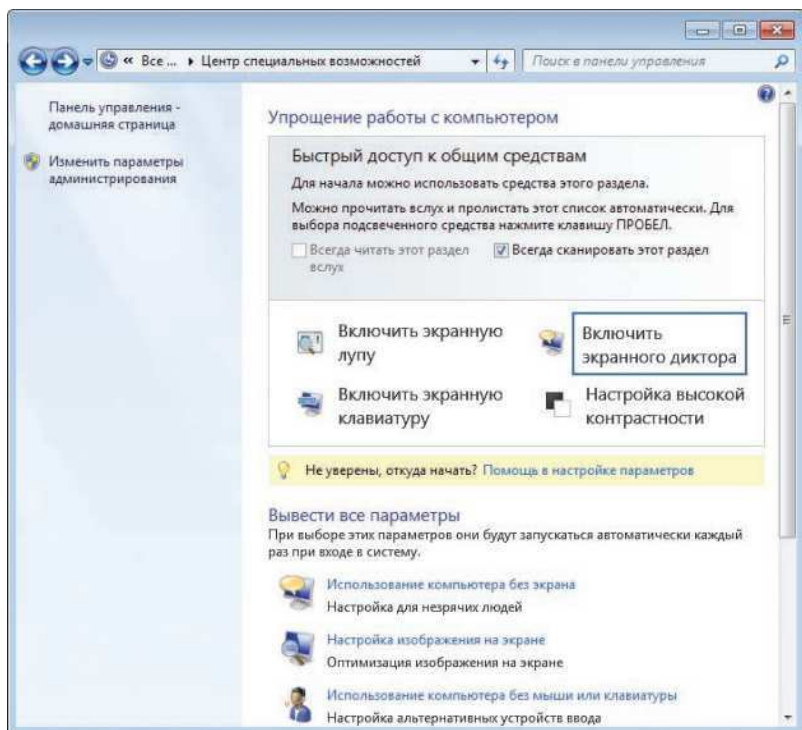 « Все ... ▸ Центр специальных возможностей
Поиск в панели управления
Панель управления -
домашняя страница
Изменить параметры
администрирования
Упрощение работы с компьютером
Быстрый доступ к общим средствам
Для начала можно использовать средства этого раздела.
Можно прочитать вслух и пролистать этот список автоматически. Для
выбора подсвеченного средства нажмите клавишу ПРОБЕЛ.
Всегда читать этот раздел
вслух
Всегда сканировать этот раздел
Включить экранную
лупу
Включить
экранного диктора
Включить экранную
клавиатуру
Настройка высокой
контрастности
Не уверены, откуда начать? Помощь в настройке параметров
Вывести все параметры
При выборе этих параметров они будут запускаться автоматически каждый
раз при входе в систему.
Использование компьютера без экрана
Настройка для незрячих людей
Настройка изображения на экране
Оптимизация изображения на экране
Использование компьютера без мыши или клавиатуры
Настройка альтернативных устройств ввода